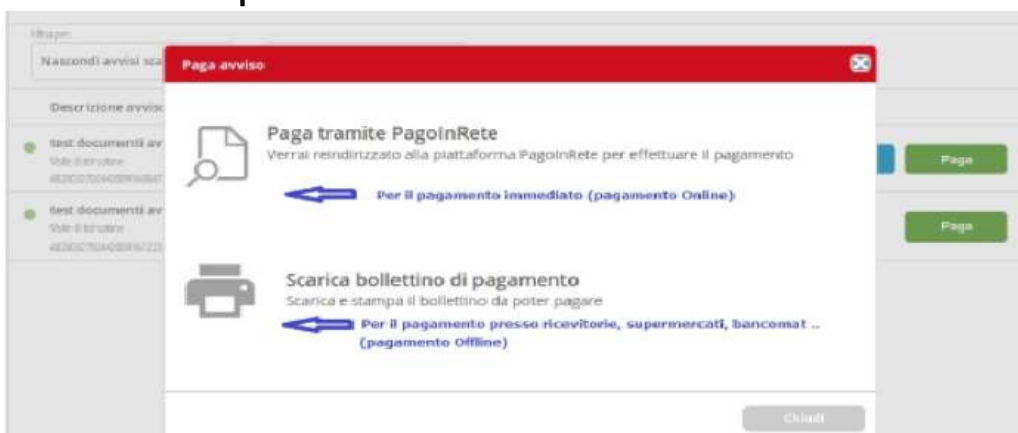 Filtra per:
Nascondi avvisi sca
Paga avviso
Descrizione avviso
Paga tramite PagoInRete
Verrai reindirizzato alla piattaforma PagoInRete per effettuare il pagamento
test documenti av
Paga
Per il pagamento immediato (pagamento Online)
test documenti av
Paga
Scarica bollettino di pagamento
Scarica e stampa il bollettino da poter pagare
Per il pagamento presso ricevitorie, supermercati, bancomat ..
(pagamento Offline)
Chiudi